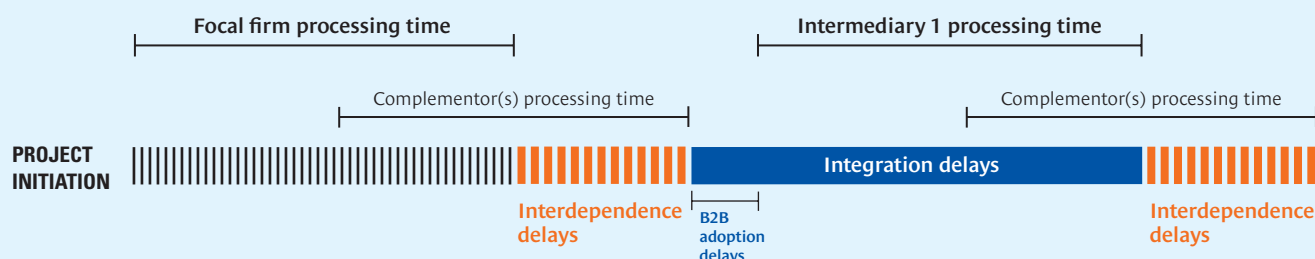 Focal firm processing time
Intermediary 1 processing time
Complementor(s) processing time
Complementor(s) processing time
PROJECT
INITIATION
Integration delays
Interdependence
delays
B2B
adoption
delays
Interdependence
delays